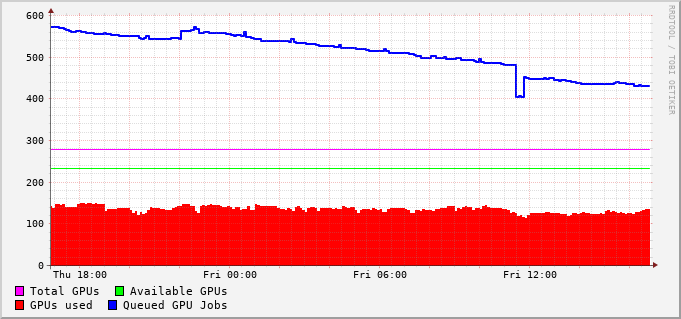 600
500
400
300
200
100
0
Thu 18:00 Fri 00:00 Fri 06:00 Fri 12:00
Total GPUs Available GPUs
GPUs used Queued GPU Jobs
RRDTOOL / TOBI OETIKER